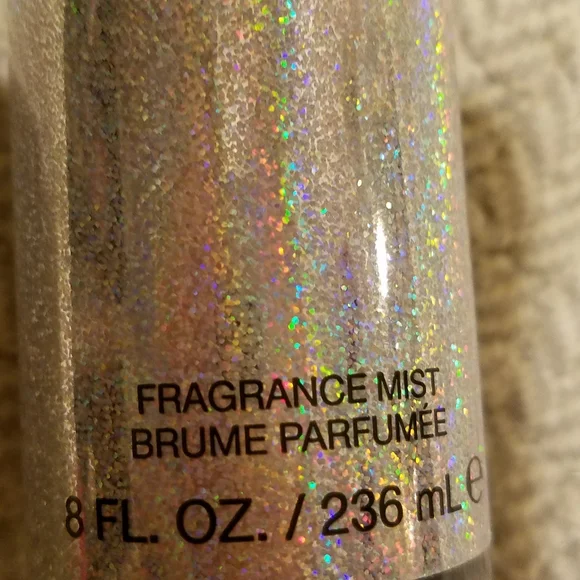 FRAGRANCE MIST
BRUME PARFUMÉE
8 FL. OZ. / 236 mL ℮